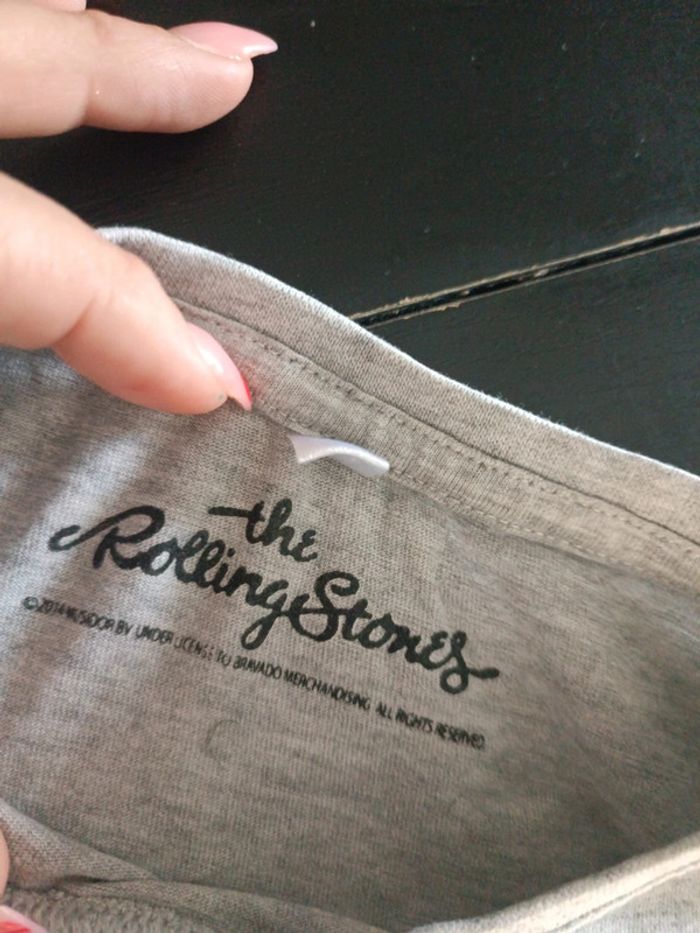 the
Rolling Stones
©2014 MUSIDOR BV UNDER LICENSE TO BRAVADO MERCHANDISING ALL RIGHTS RESERVED.